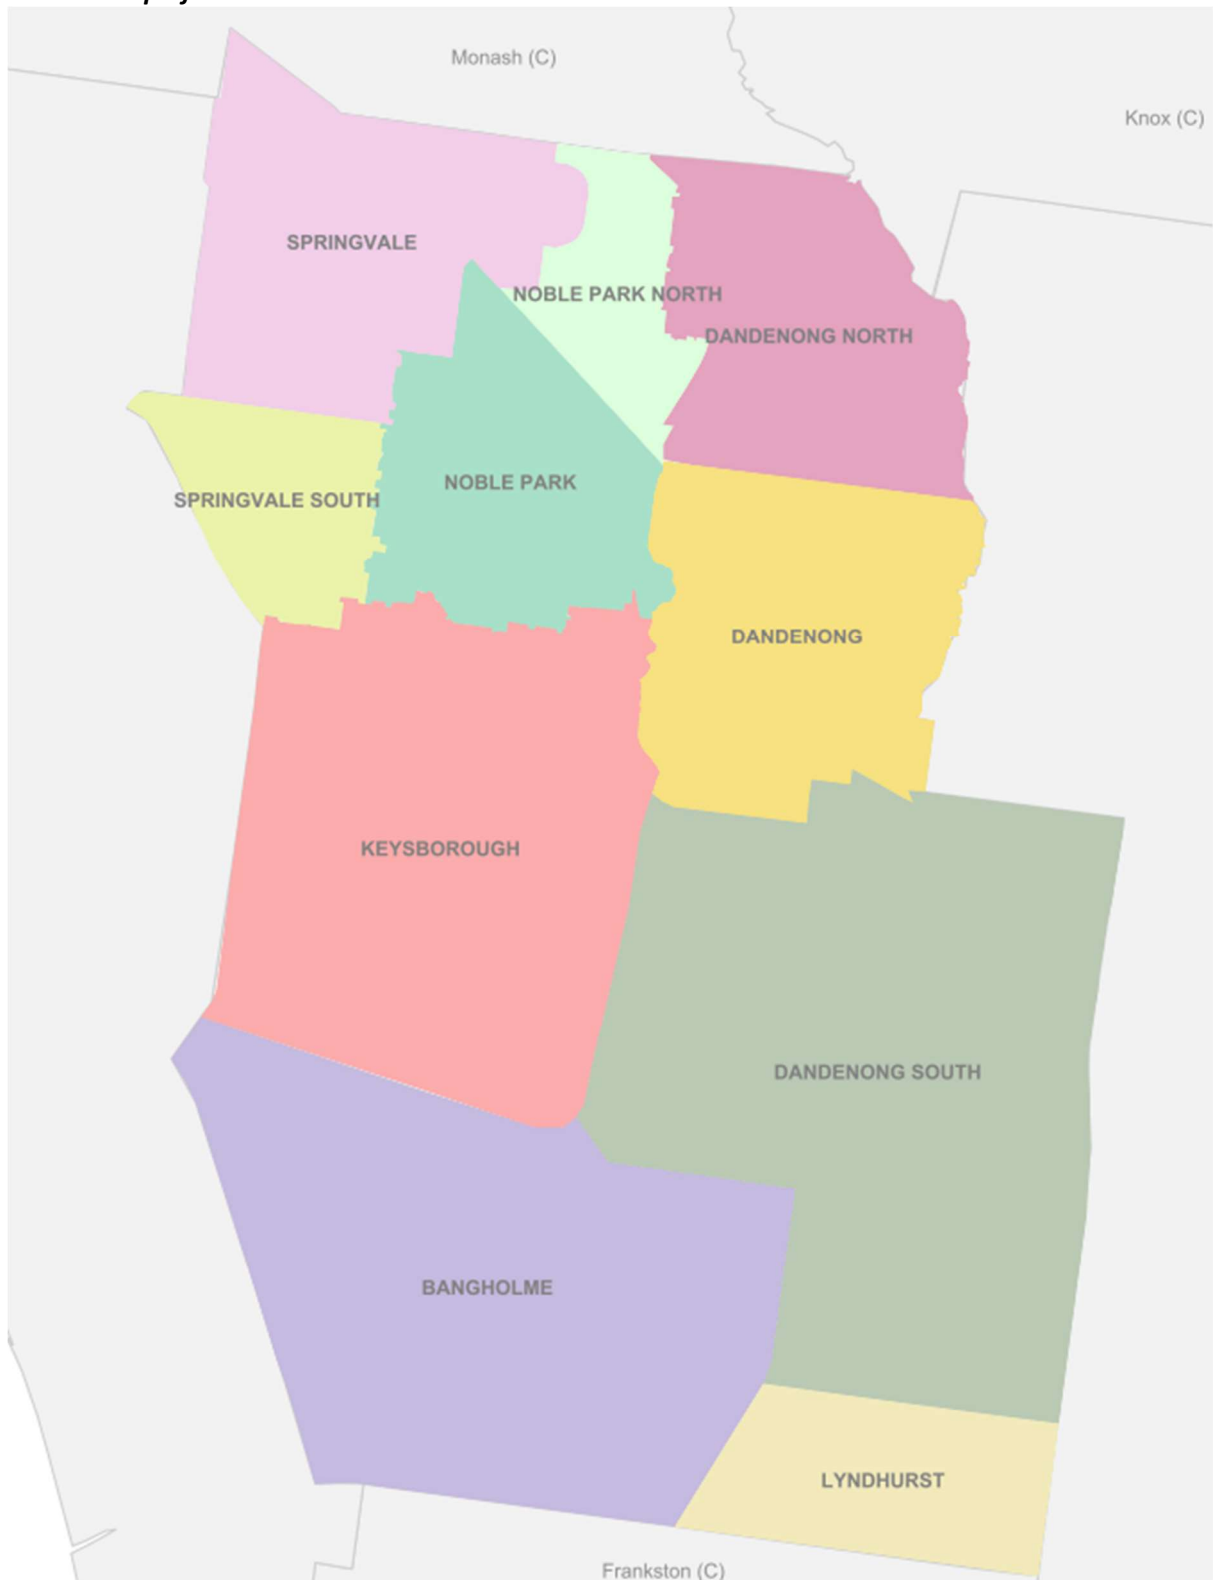 Monash (C)
Knox (C)
SPRINGVALE
NOBLE PARK NORTH
DANDENONG NORTH
NOBLE PARK
SPRINGVALE SOUTH
DANDENONG
KEYSBOROUGH
DANDENONG SOUTH
BANGHOLME
LYNDHURST
Frankston (C)